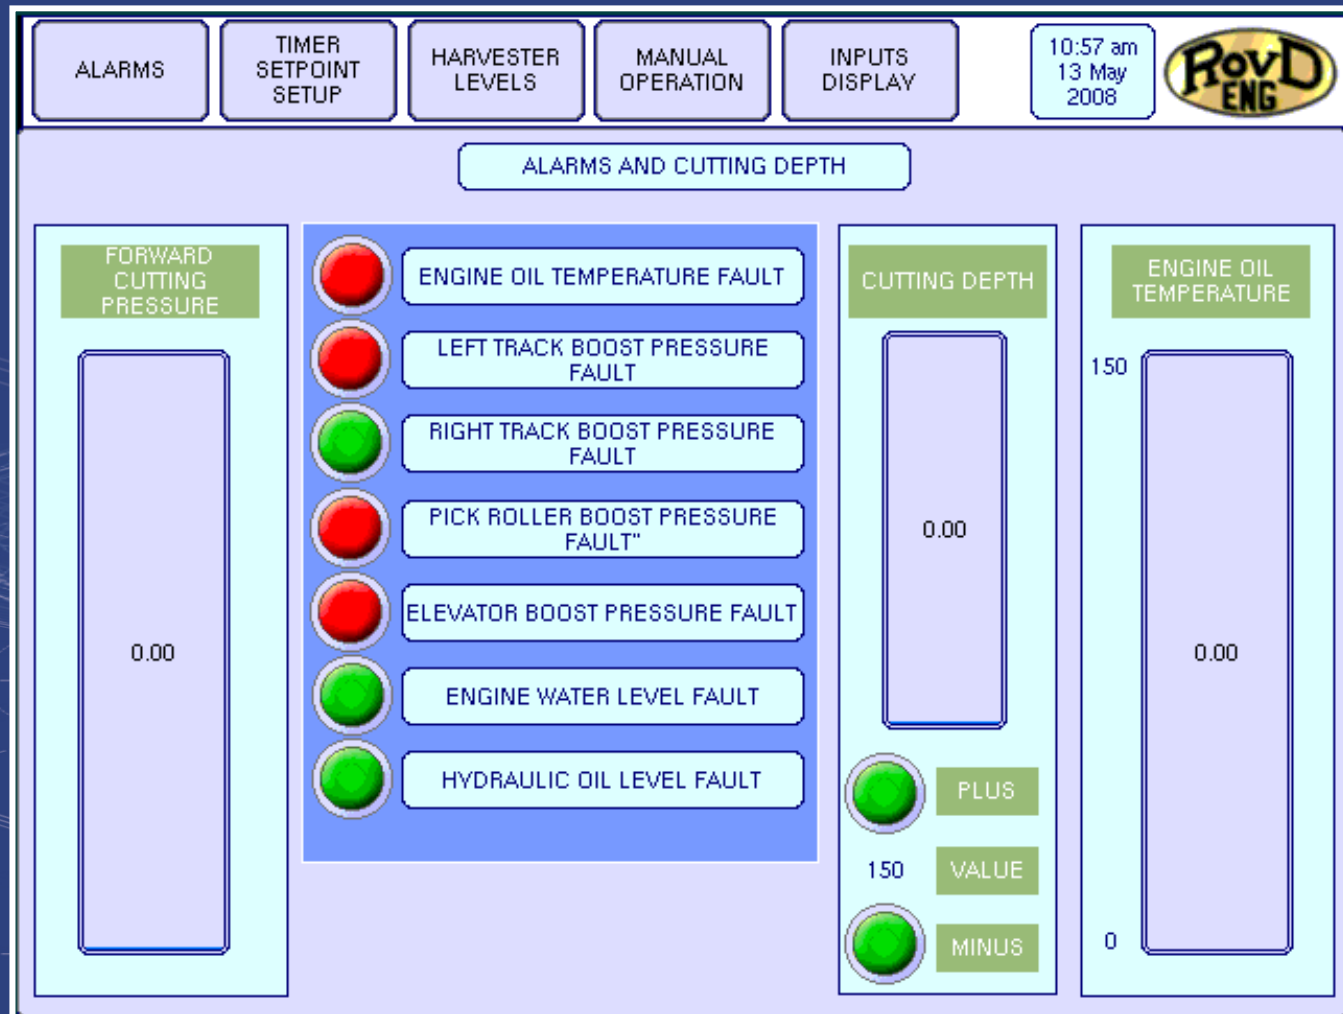 ALARMS
TIMER
SETPOINT
SETUP
HARVESTER
LEVELS
MANUAL
OPERATION
INPUTS
DISPLAY
10:57 am
13 May
2008
ROVD
ENG
ALARMS AND CUTTING DEPTH
FORWARD
CUTTING
PRESSURE
0.00
ENGINE OIL TEMPERATURE FAULT
LEFT TRACK BOOST PRESSURE
FAULT
RIGHT TRACK BOOST PRESSURE
FAULT
PICK ROLLER BOOST PRESSURE
FAULT"
ELEVATOR BOOST PRESSURE FAULT
ENGINE WATER LEVEL FAULT
HYDRAULIC OIL LEVEL FAULT
CUTTING DEPTH
0.00
PLUS
150 VALUE
MINUS
ENGINE OIL
TEMPERATURE
150
0.00
0